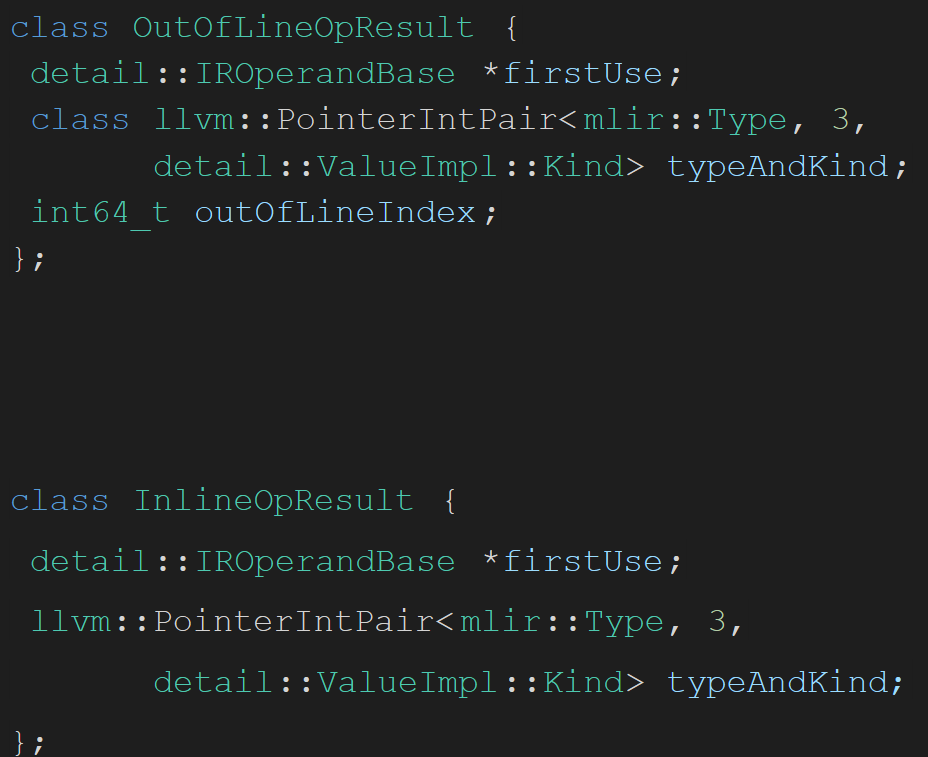 class OutOfLineOpResult {
detail::IROperandBase *firstUse;
class llvm::PointerIntPair<mlir::Type, 3,
detail::ValueImpl::Kind> typeAndKind;
int64_t outOfLineIndex;
};
class InlineOpResult {
detail::IROperandBase *firstUse;
llvm::PointerIntPair<mlir::Type, 3,
detail::ValueImpl::Kind> typeAndKind;
};